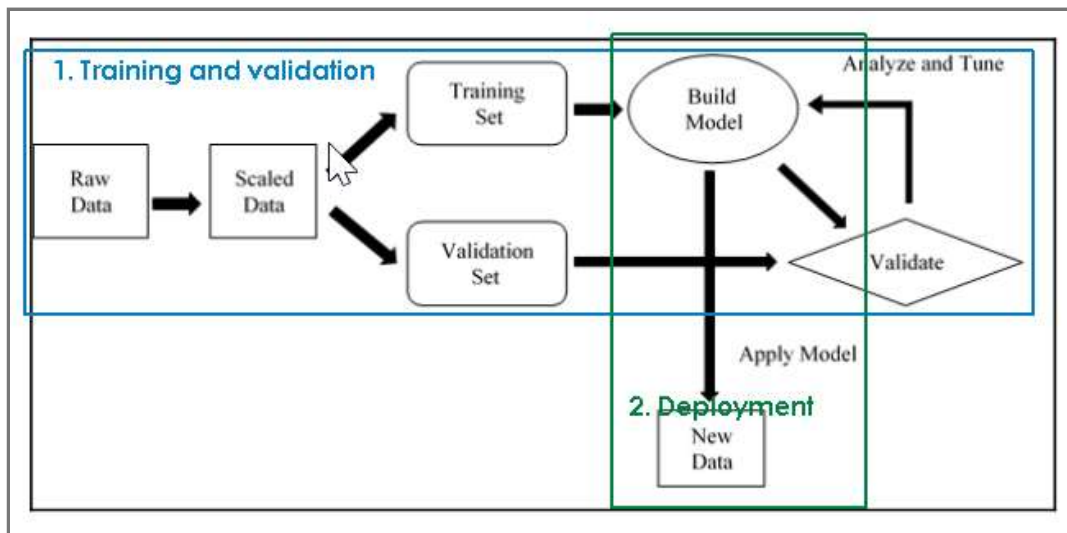 1. Training and validation
Analyze and Tune
Training
Set
Build
Model
Raw
Data
Scaled
Data
Validation
Set
Validate
Apply Model
2. Deployment
New
Data